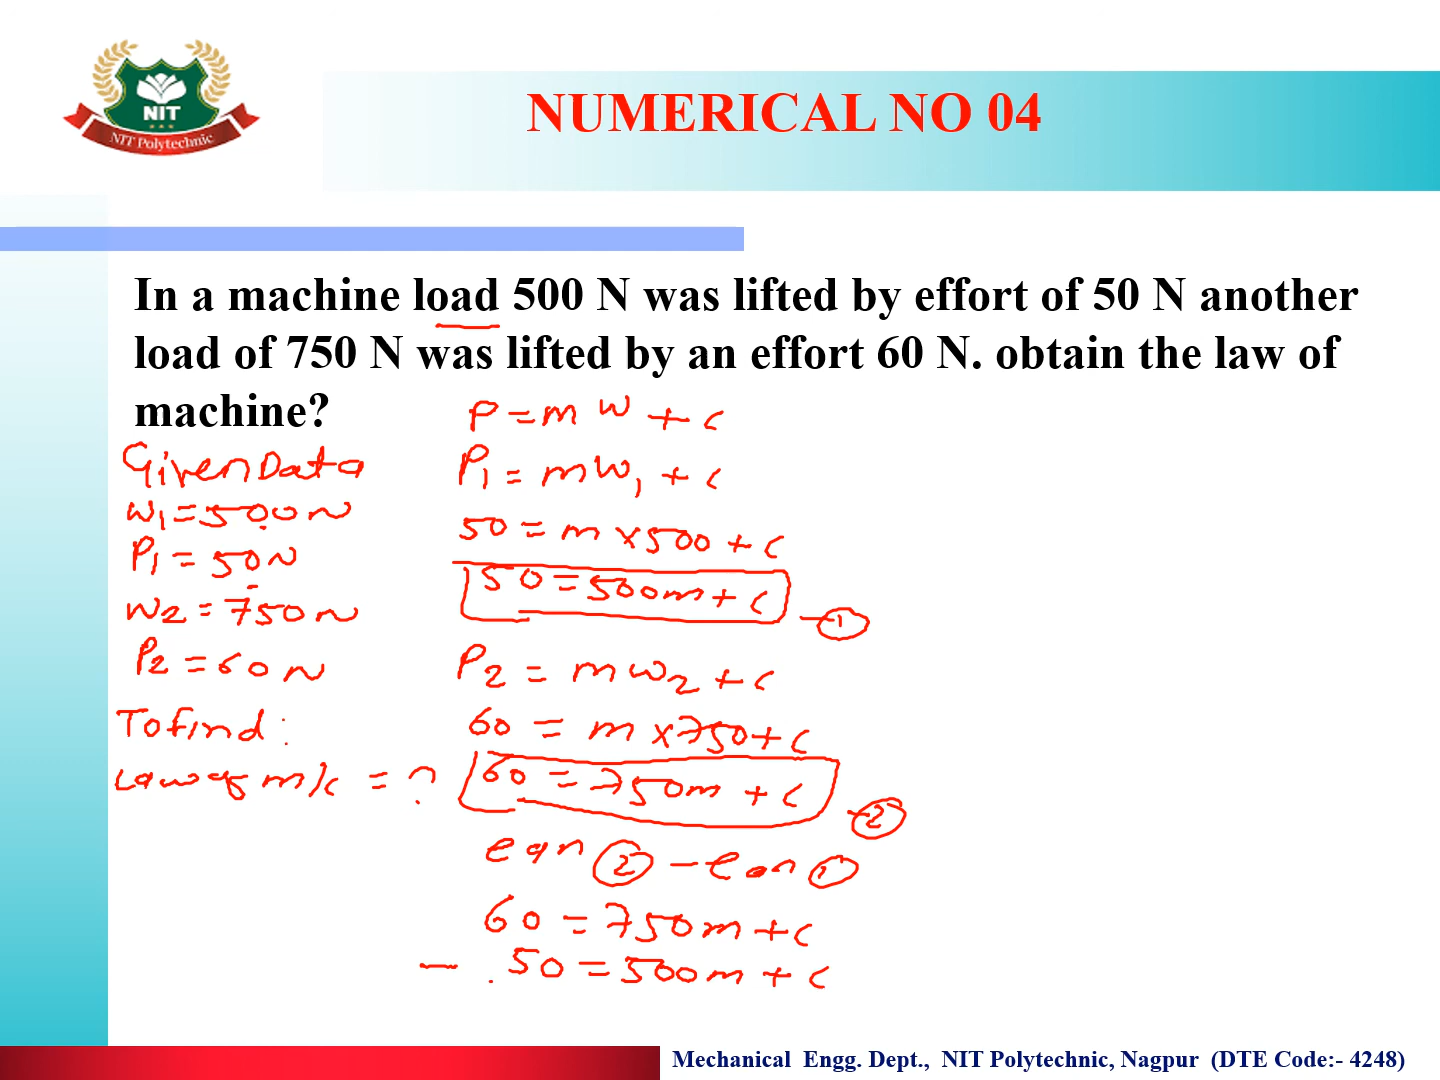 NIT
NIT Polytechnic
NUMERICAL NO 04
In a machine load 500 N was lifted by effort of 50 N another
load of 750 N was lifted by an effort 60 N. obtain the law of
machine?
P = m W + C
Given Data
W1 = 500 N
P1 = 50 N
W2 = 750 N
P2 = 60 N
To find :
Law of m/c = ?
P1 = m W1 + C
50 = m × 500 + C
50 = 500m + C — 1
P2 = m W2 + C
60 = m × 750 + C
60 = 750m + C — 2
eqn 2 - eqn 1
60 = 750m + C
- 50 = 500m + C
Mechanical Engg. Dept., NIT Polytechnic, Nagpur (DTE Code:- 4248)